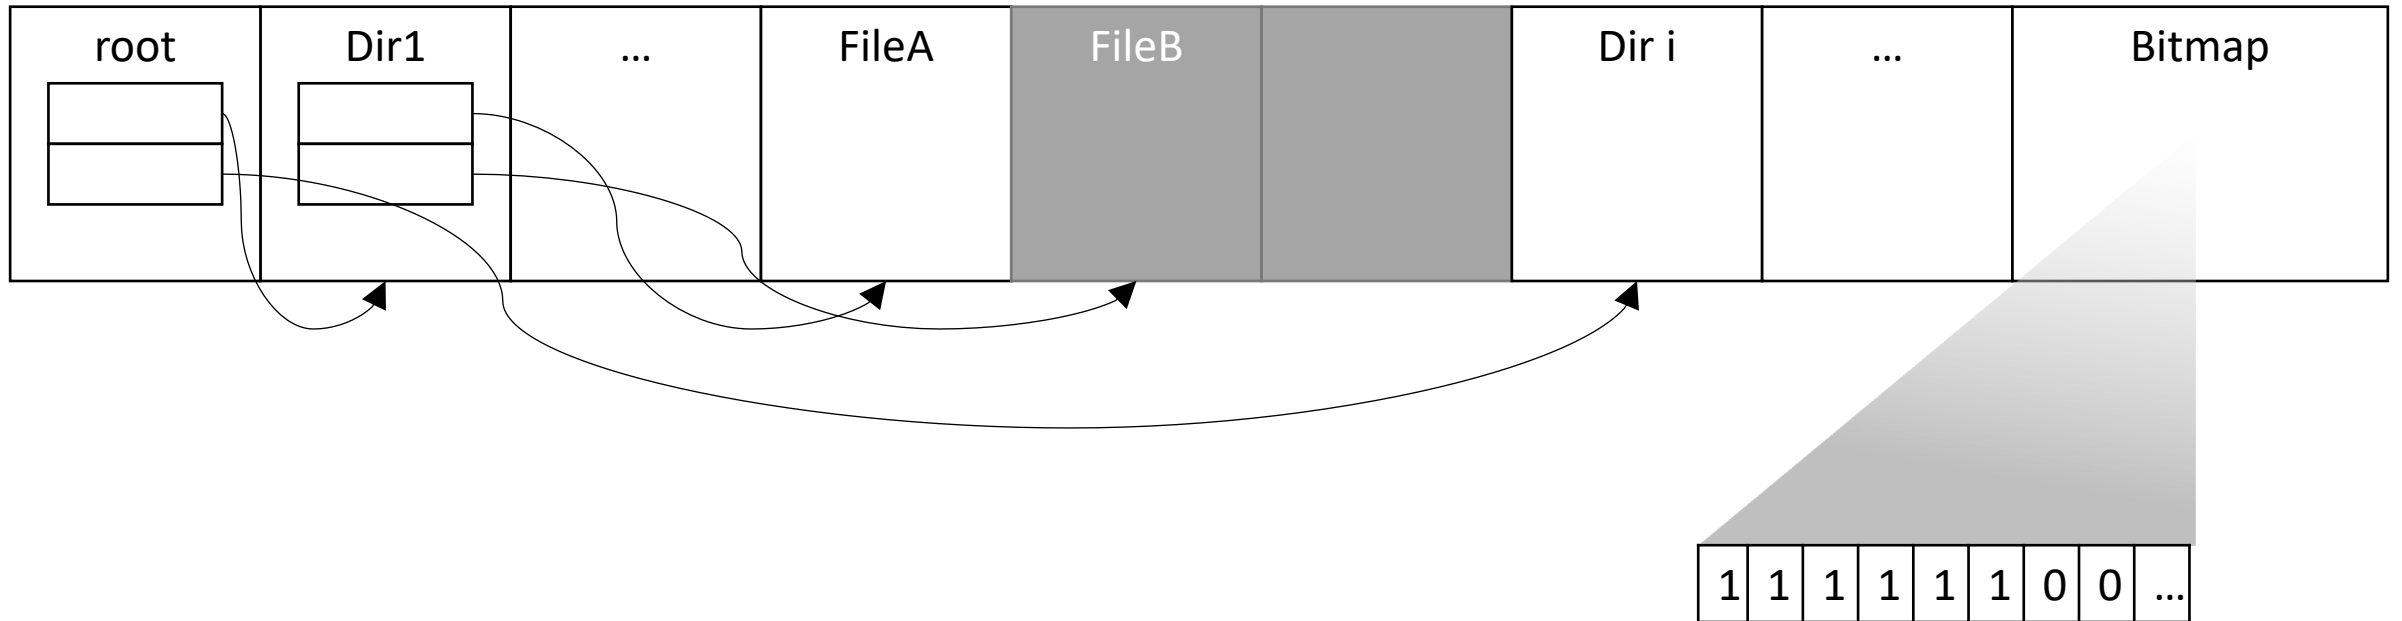 root Dir1 ... FileA FileB Dir i ... Bitmap
1 1 1 1 1 1 0 0 ...